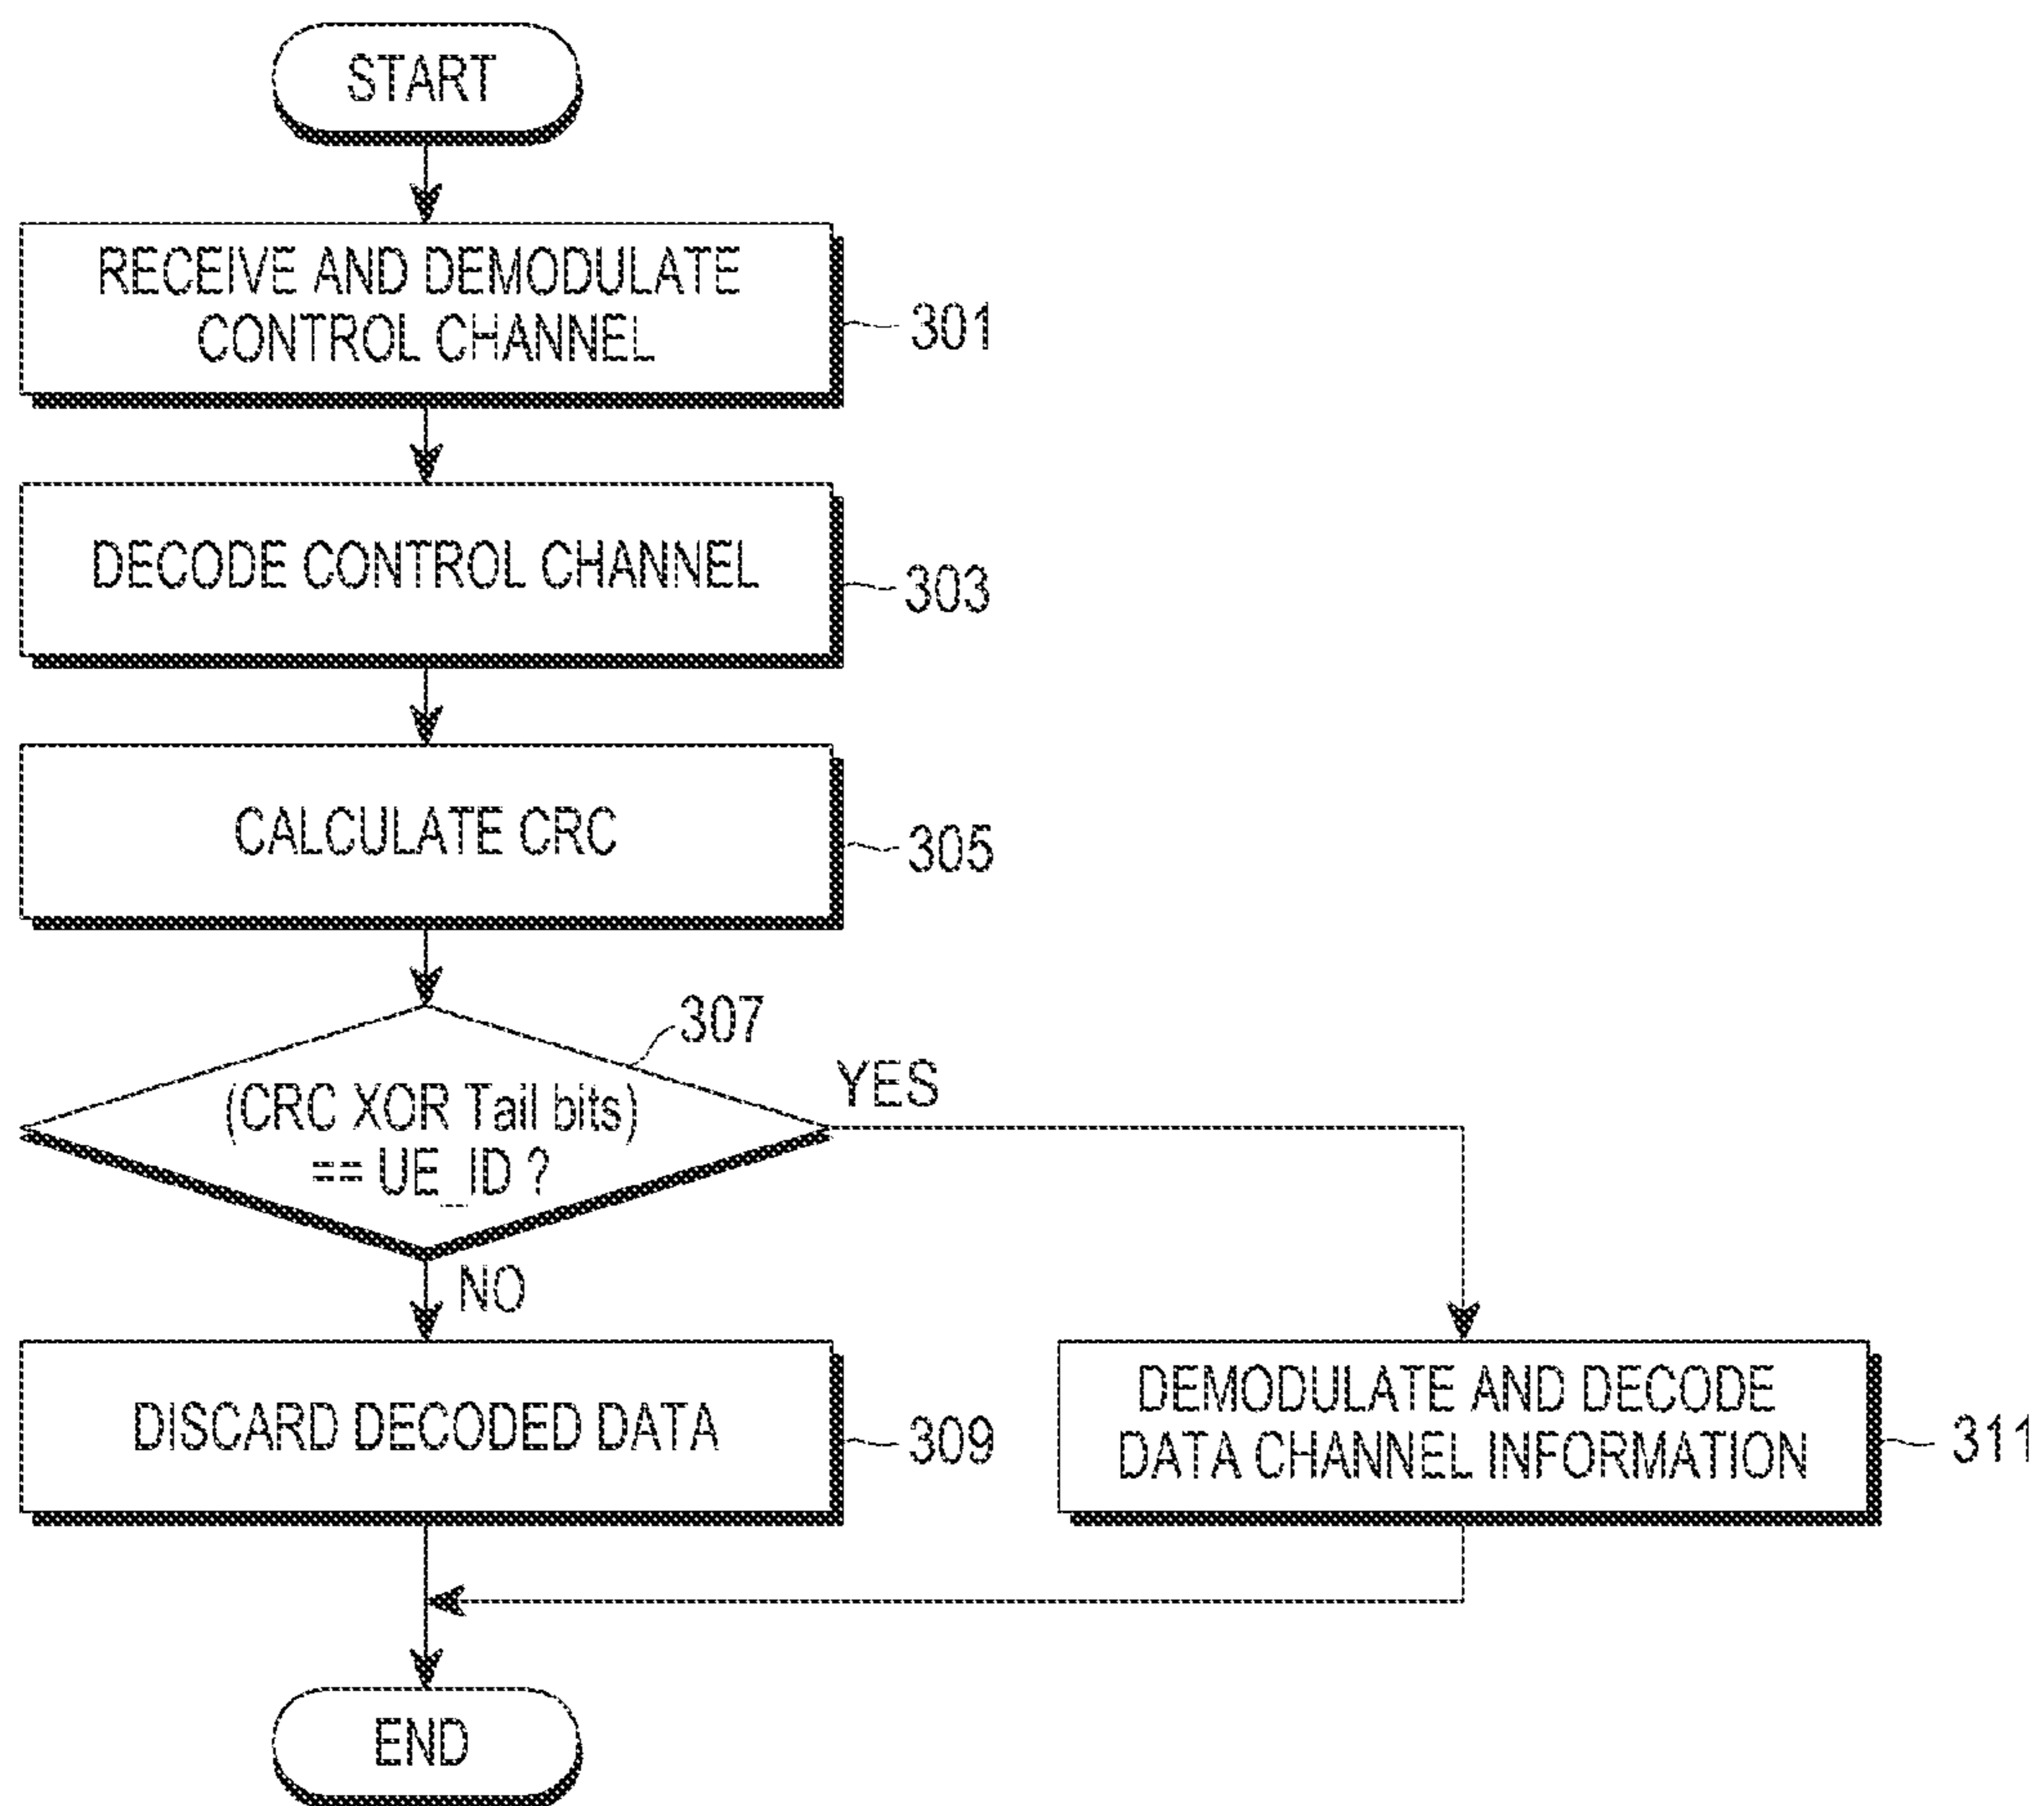 START
RECEIVE AND DEMODULATE
CONTROL CHANNEL
301
DECODE CONTROL CHANNEL
303
CALCULATE CRC
305
307
(CRC XOR Tail bits)
== UE_ID ?
YES
NO
DISCARD DECODED DATA
309
DEMODULATE AND DECODE
DATA CHANNEL INFORMATION
311
END